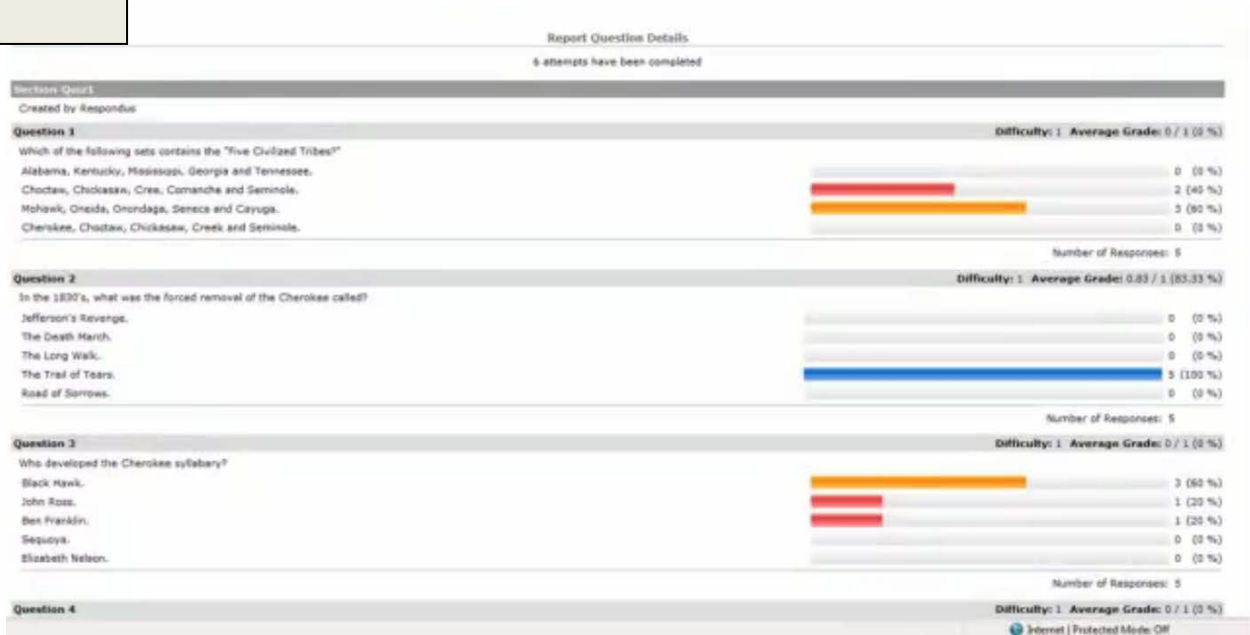 Report Question Details
6 attempts have been completed
Section Quiz1
Created by Respondus
Question 1 Difficulty: 1 Average Grade: 0 / 1 (0 %)
Which of the following sets contains the "Five Civilized Tribes?"
Alabama, Kentucky, Mississippi, Georgia and Tennessee. 0 (0 %)
Choctaw, Chickasaw, Cree, Comanche and Seminole. 2 (40 %)
Mohawk, Oneida, Onondaga, Seneca and Cayuga. 3 (60 %)
Cherokee, Choctaw, Chickasaw, Creek and Seminole. 0 (0 %)
Number of Responses: 5
Question 2 Difficulty: 1 Average Grade: 0.83 / 1 (83.33 %)
In the 1830's, what was the forced removal of the Cherokee called?
Jefferson's Revenge. 0 (0 %)
The Death March. 0 (0 %)
The Long Walk. 0 (0 %)
The Trail of Tears. 5 (100 %)
Road of Sorrows. 0 (0 %)
Number of Responses: 5
Question 3 Difficulty: 1 Average Grade: 0 / 1 (0 %)
Who developed the Cherokee syllabary?
Black Hawk. 3 (60 %)
John Ross. 1 (20 %)
Ben Franklin. 1 (20 %)
Sequoya. 0 (0 %)
Elizabeth Nelson. 0 (0 %)
Number of Responses: 5
Question 4 Difficulty: 1 Average Grade: 0 / 1 (0 %)
Internet | Protected Mode: Off